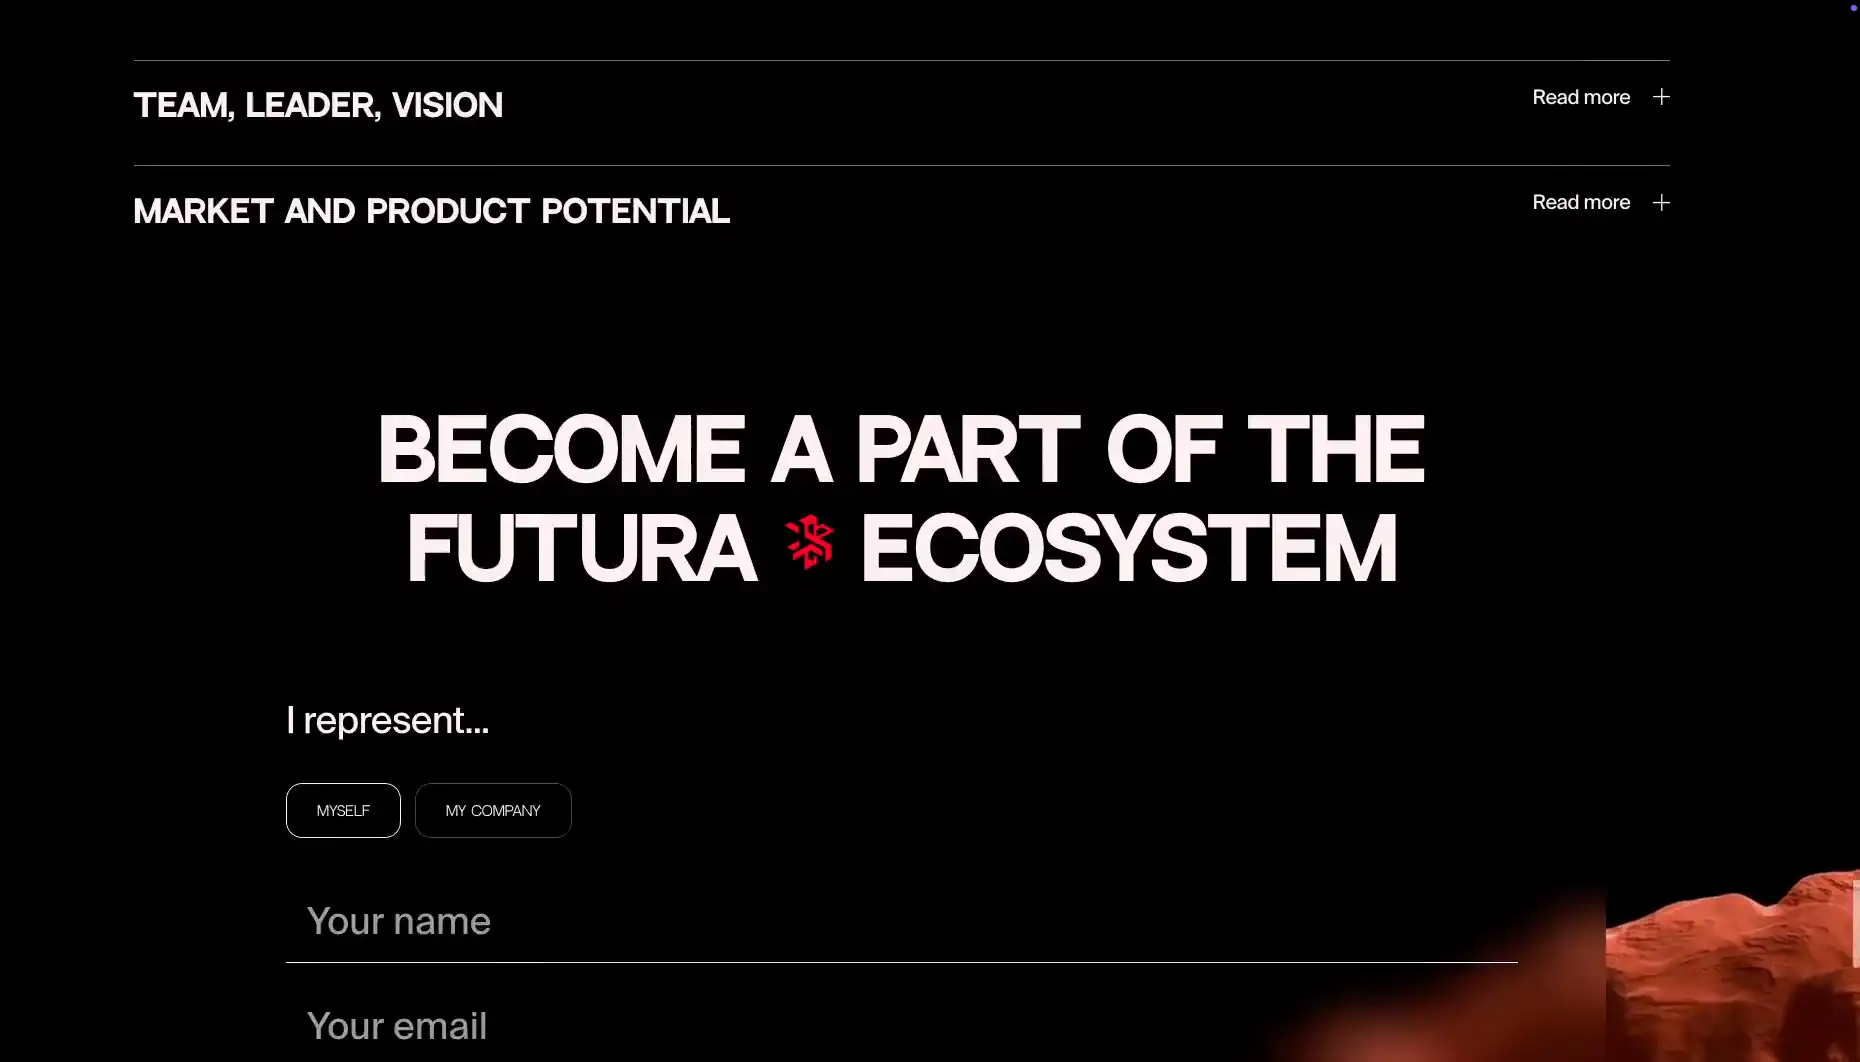 TEAM, LEADER, VISION
Read more
MARKET AND PRODUCT POTENTIAL
Read more
BECOME A PART OF THE
FUTURA ECOSYSTEM
I represent...
MYSELF
MY COMPANY
Your name
Your email